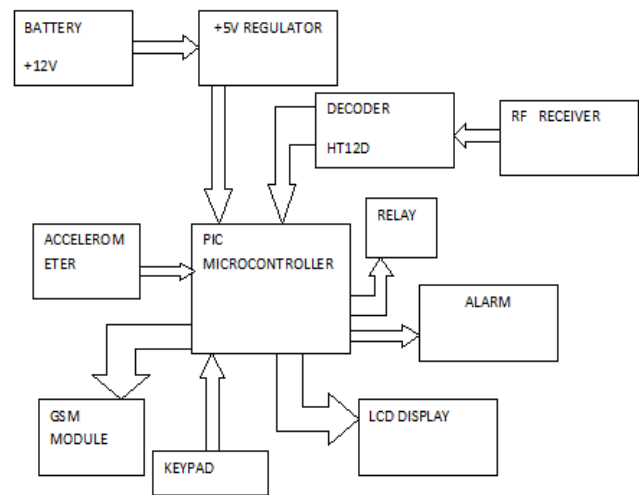 BATTERY
+12V
+5V REGULATOR
DECODER
HT12D
RF RECEIVER
RELAY
PIC
MICROCONTROLLER
ACCELEROM
ETER
ALARM
GSM
MODULE
KEYPAD
LCD DISPLAY